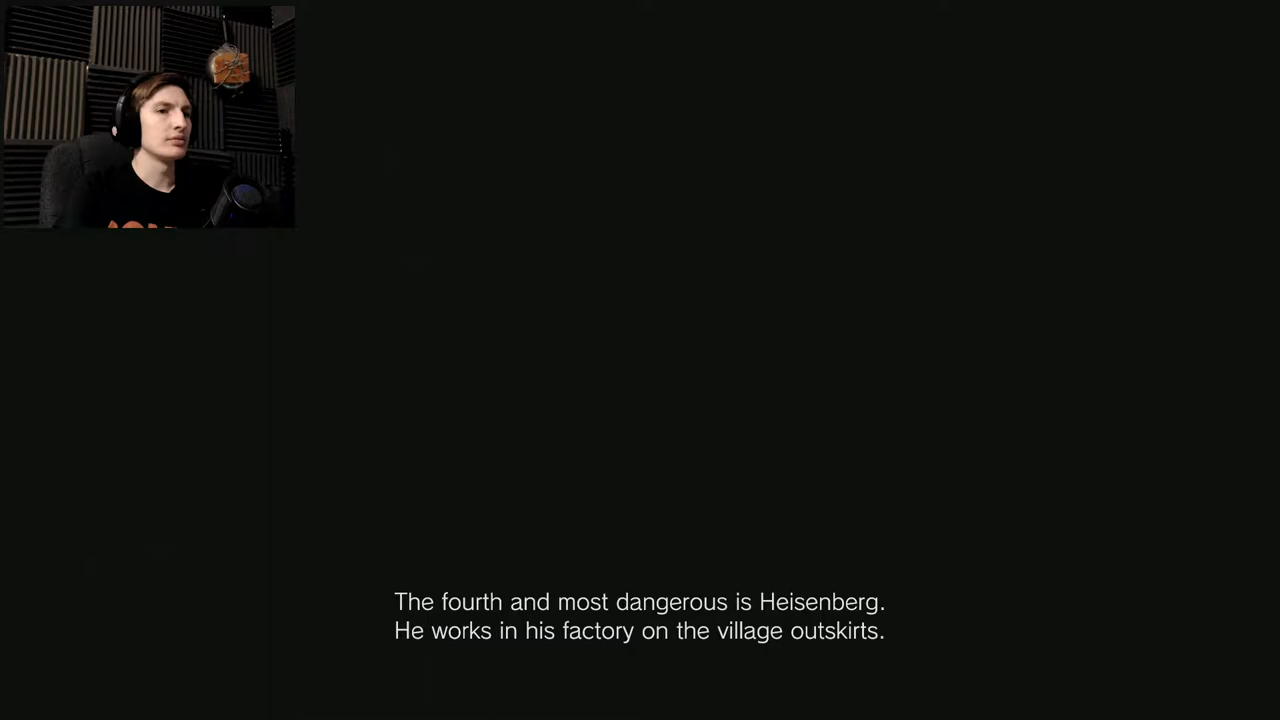 The fourth and most dangerous is Heisenberg.
He works in his factory on the village outskirts.